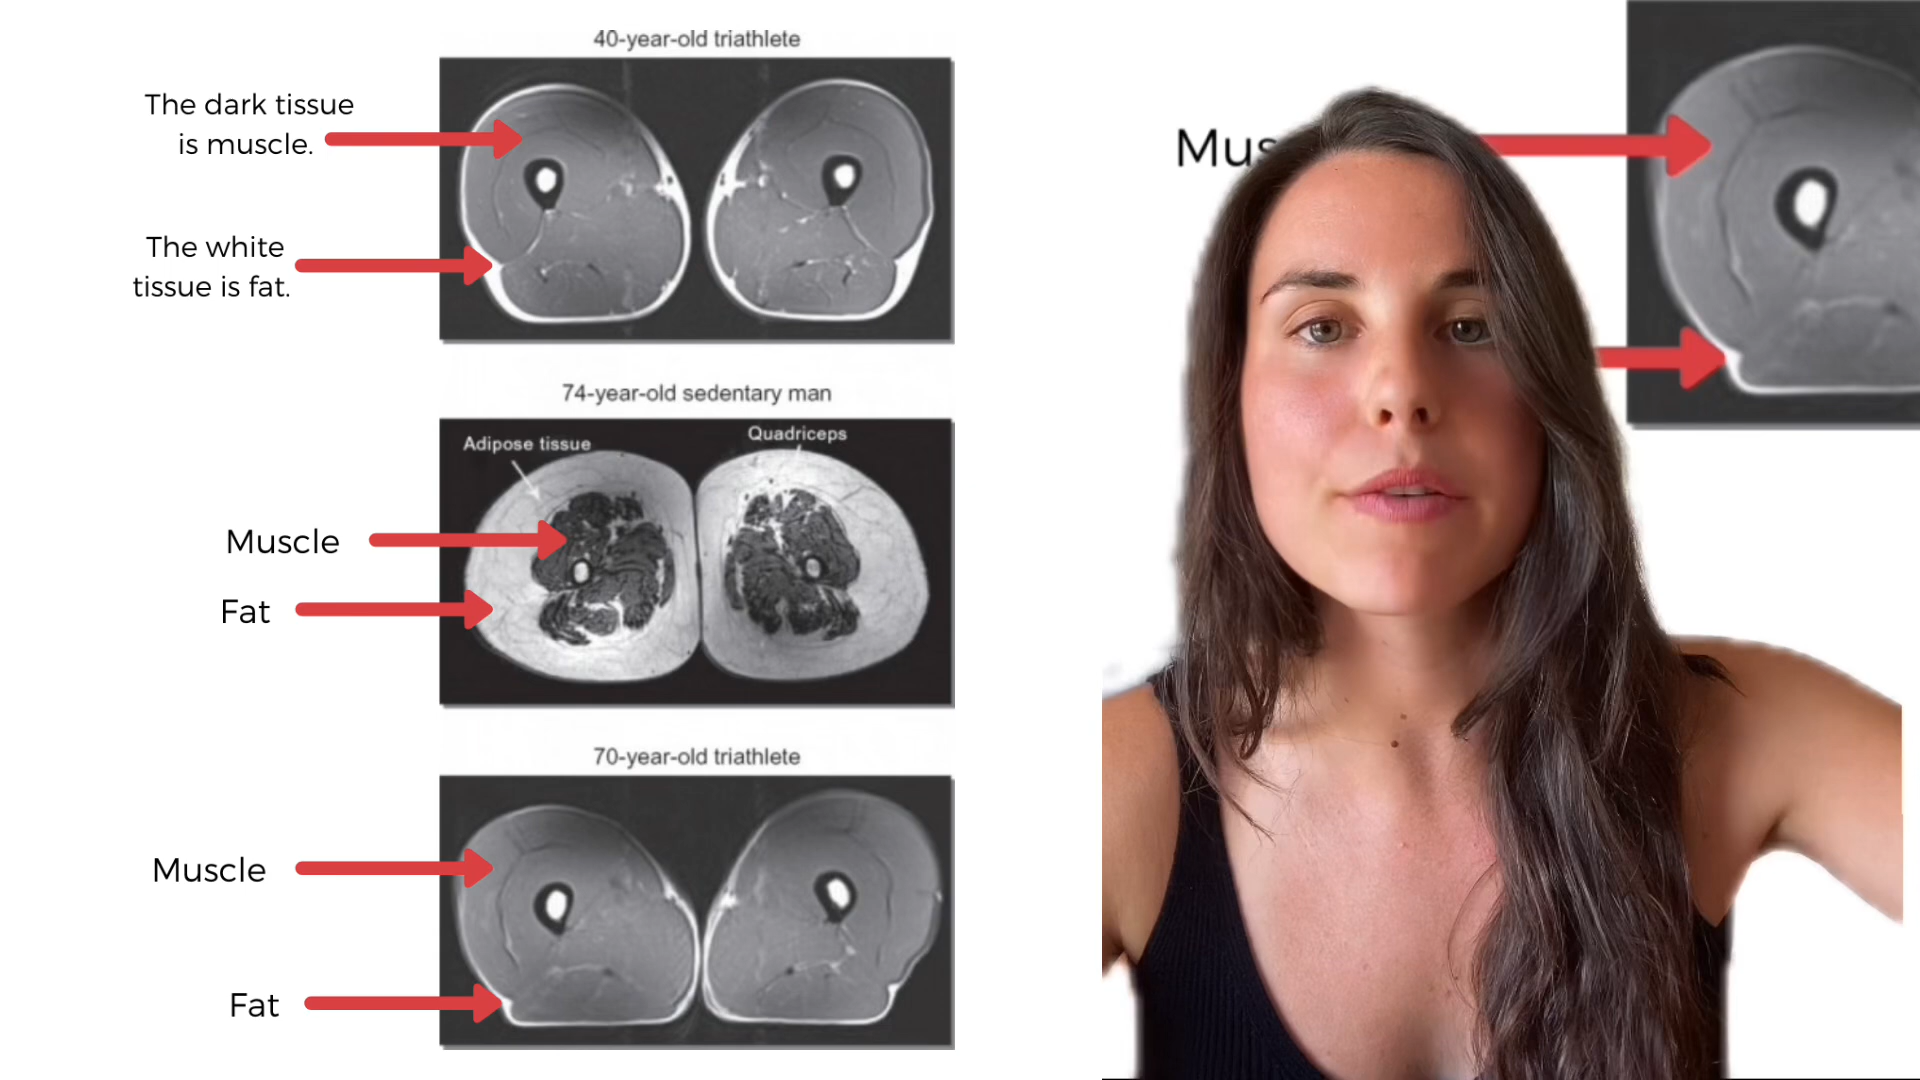 40-year-old triathlete
The dark tissue
is muscle.
The white
tissue is fat.
74-year-old sedentary man
Adipose tissue
Quadriceps
Muscle
Fat
70-year-old triathlete
Muscle
Fat
Mus